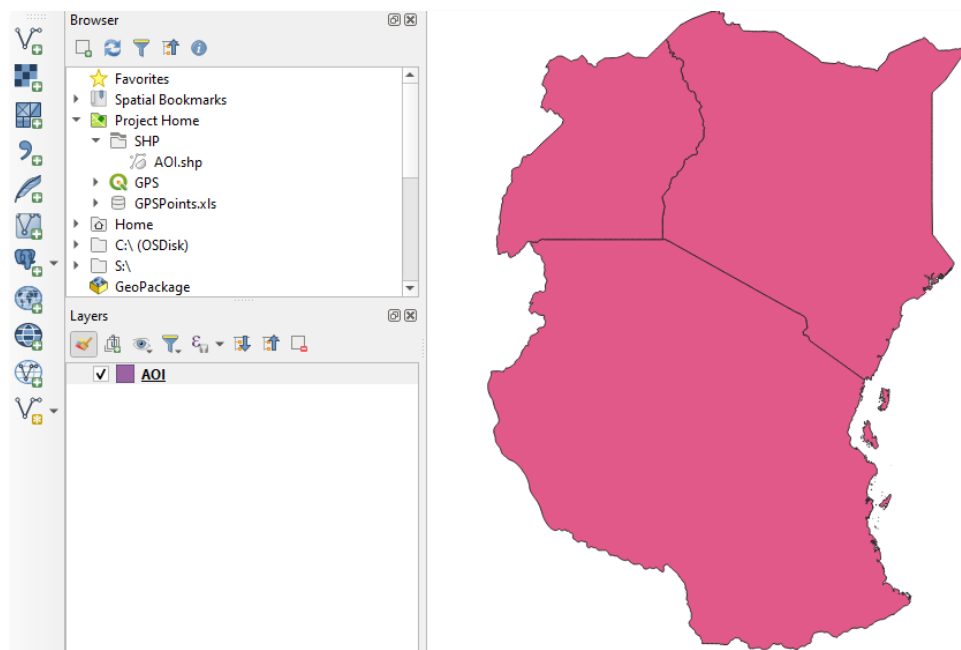 Browser
Favorites
Spatial Bookmarks
Project Home
SHP
AOI.shp
GPS
GPSPoints.xls
Home
C:\ (OSDisk)
S:\
GeoPackage
Layers
AOI